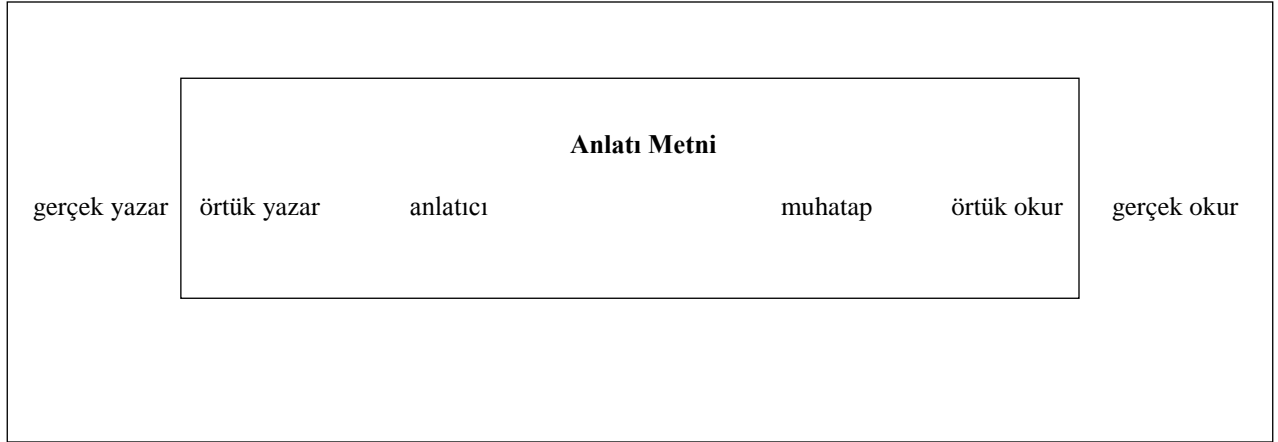 Anlatı Metni
gerçek yazar örtük yazar anlatıcı muhatap örtük okur gerçek okur